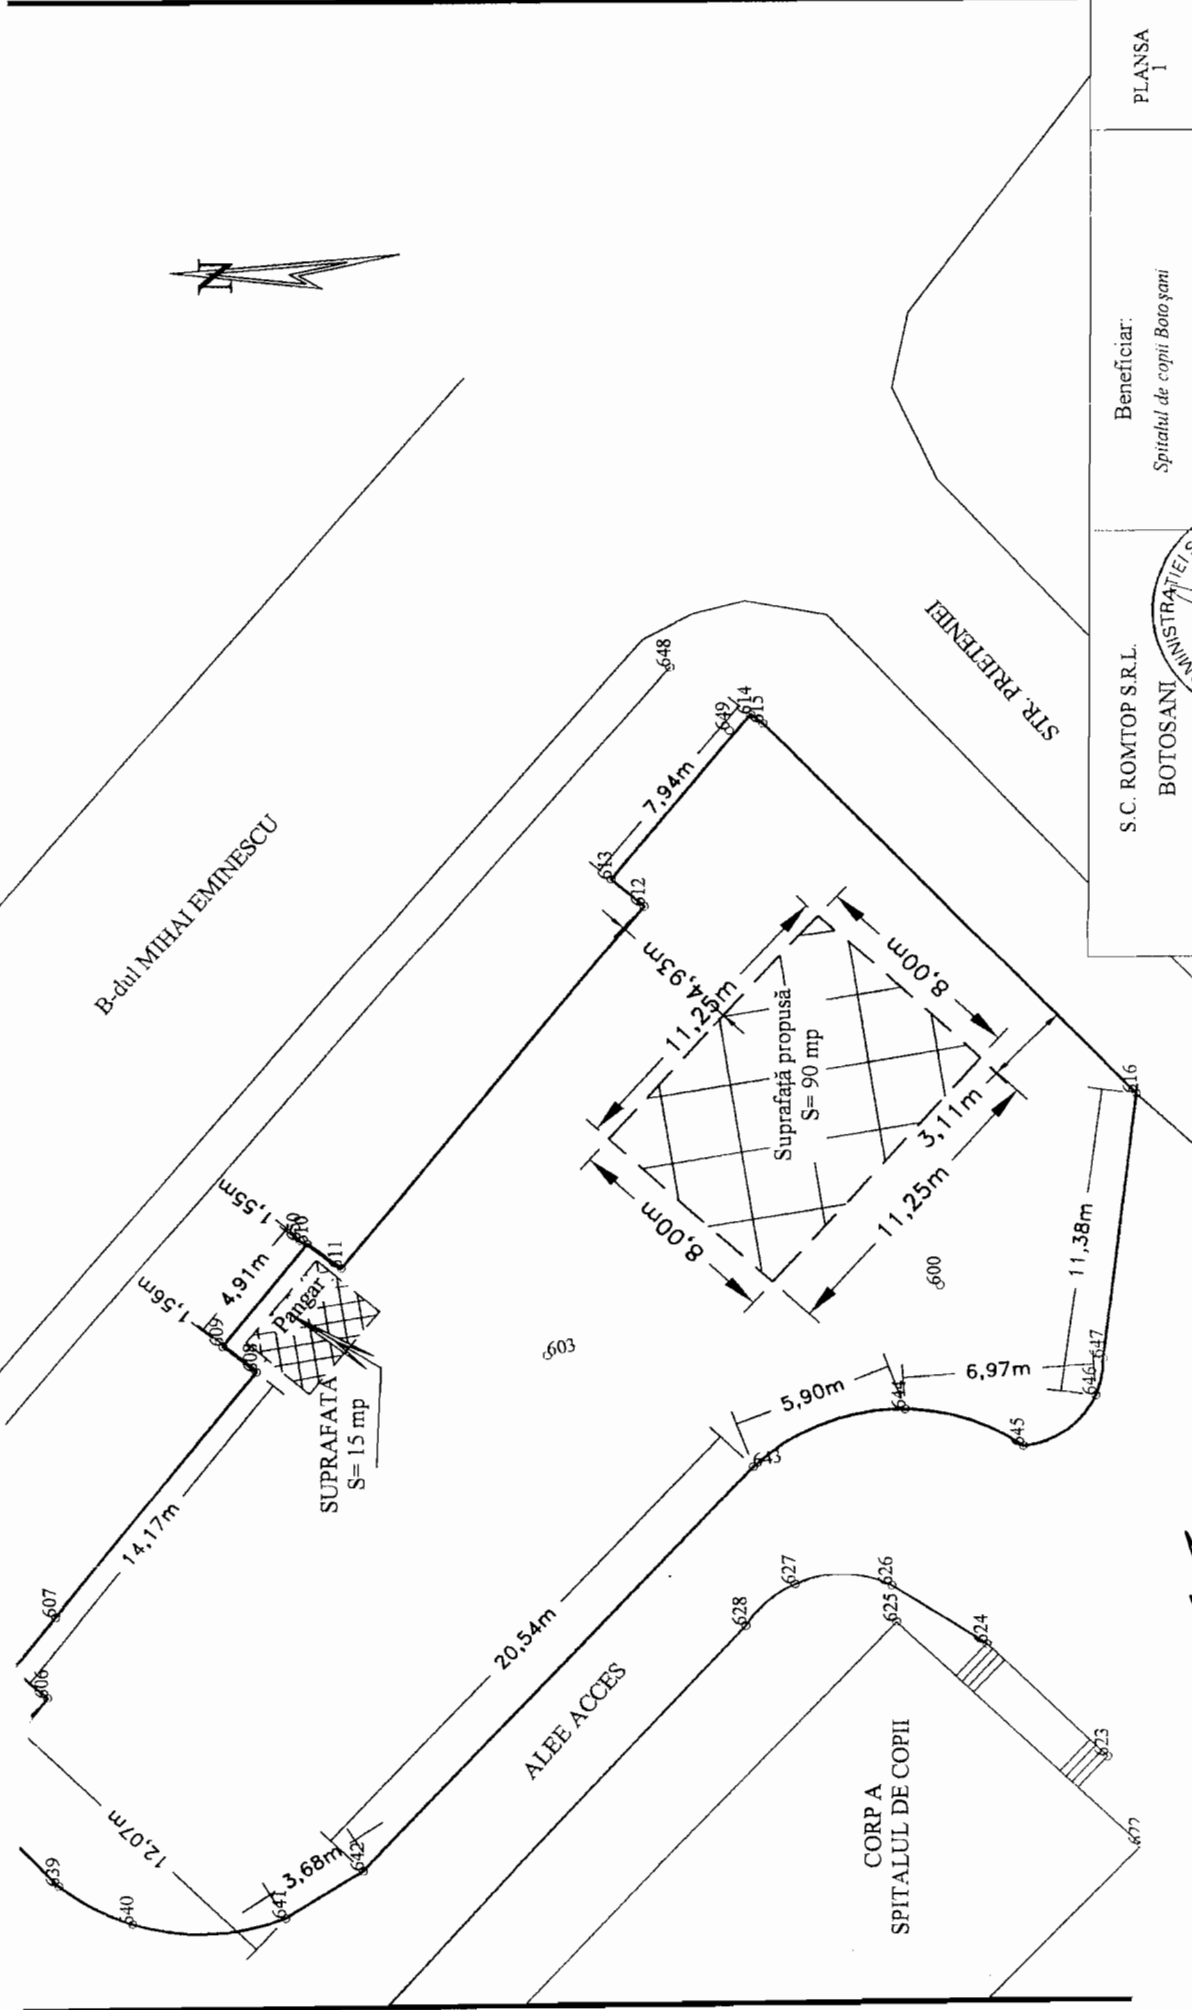 B-dul MIHAI EMINESCU
N
STR. PRIETENIEI
648
649
614
615
7,94m
613
612
4,93m
11,25m
8,00m
Suprafaţă propusă
S= 90 mp
3,11m
11,25m
8,00m
616
11,38m
1,55m
610
611
4,91m
1,56m
609
608
Pangar
SUPRAFATA
S= 15 mp
14,17m
607
606
603
600
5,90m
644
6,97m
647
646
645
643
20,54m
12,07m
639
640
641
3,68m
642
ALEE ACCES
628
627
626
625
624
623
622
CORP A
SPITALUL DE COPII
S.C. ROMTOP S.R.L.
BOTOSANI
Beneficiar:
Spitalul de copii Botoşani
PLANSA
1